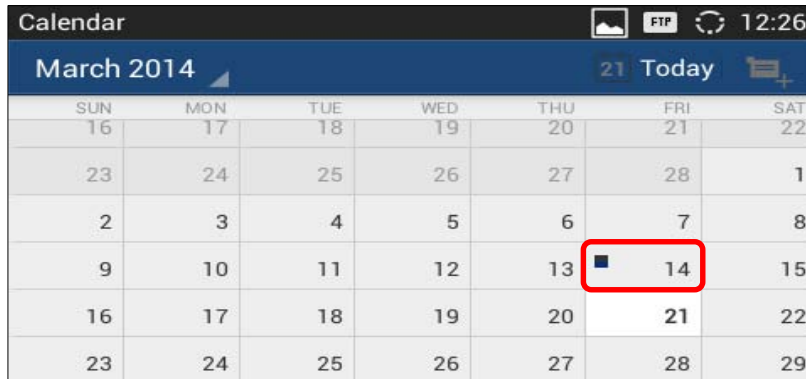 Calendar FTP 12:26
March 2014 21 Today
SUN MON TUE WED THU FRI SAT
16 17 18 19 20 21 22
23 24 25 26 27 28 1
2 3 4 5 6 7 8
9 10 11 12 13 14 15
16 17 18 19 20 21 22
23 24 25 26 27 28 29